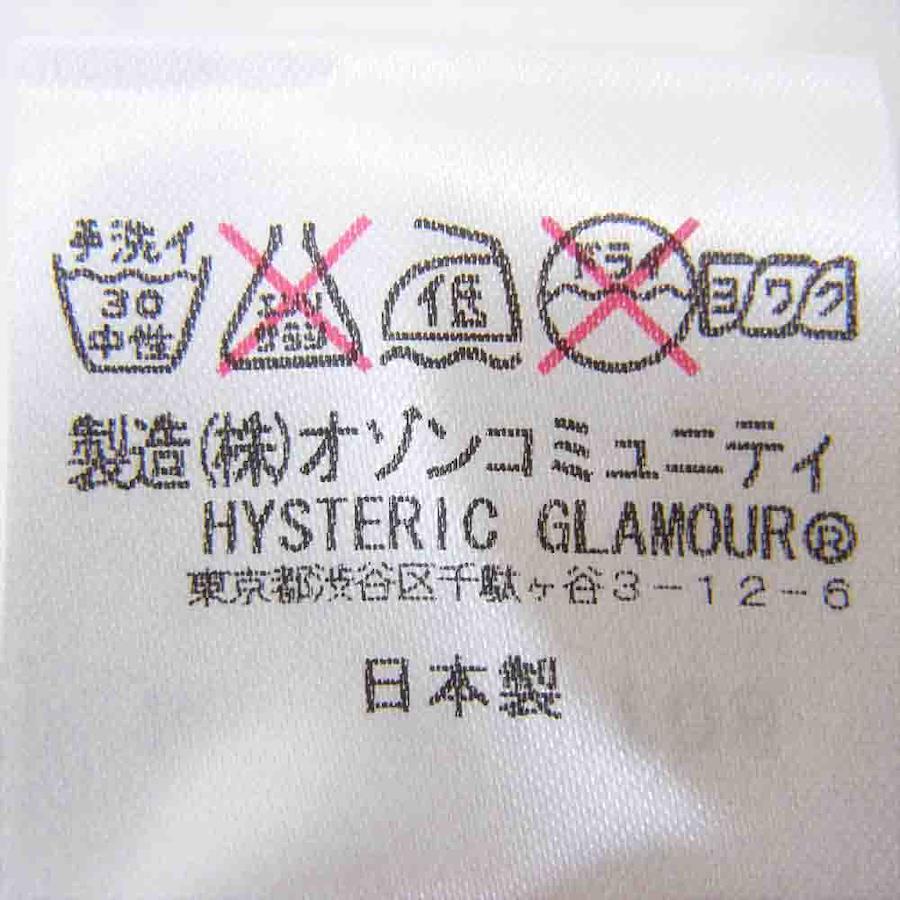 手洗イ
30
中性
エンソ
サラシ
低
ドライ
ヨワク
製造(株)オゾンコミュニティ
HYSTERIC GLAMOUR®
東京都渋谷区千駄ヶ谷3-12-6
日本製